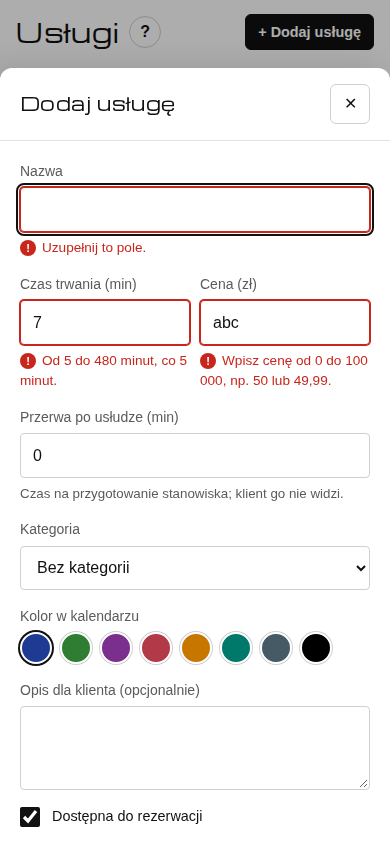 Usługi
?
+ Dodaj usługę
Dodaj usługę
✕
Nazwa
! Uzupełnij to pole.
Czas trwania (min)
Cena (zł)
7
abc
! Od 5 do 480 minut, co 5
minut.
! Wpisz cenę od 0 do 100
000, np. 50 lub 49,99.
Przerwa po usłudze (min)
0
Czas na przygotowanie stanowiska; klient go nie widzi.
Kategoria
Bez kategorii
Kolor w kalendarzu
Opis dla klienta (opcjonalnie)
Dostępna do rezerwacji